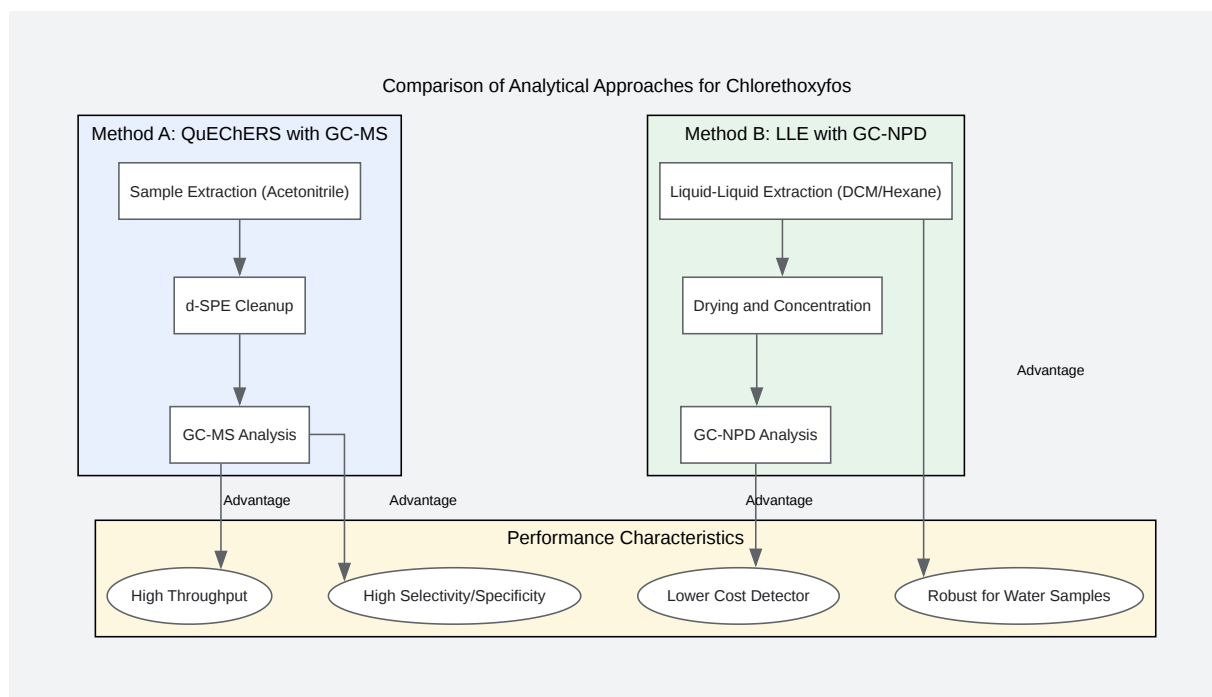 Comparison of Analytical Approaches for Chlorethoxyfos
Method A: QuEChERS with GC-MS
Sample Extraction (Acetonitrile)
d-SPE Cleanup
GC-MS Analysis
Method B: LLE with GC-NPD
Liquid-Liquid Extraction (DCM/Hexane)
Drying and Concentration
GC-NPD Analysis
Advantage
Advantage
Advantage
Advantage
Performance Characteristics
High Throughput
High Selectivity/Specificity
Lower Cost Detector
Robust for Water Samples